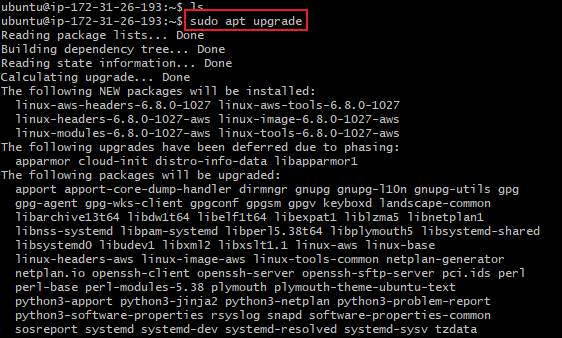 ubuntu@ip-172-31-26-193:~$ ls
ubuntu@ip-172-31-26-193:~$ sudo apt upgrade
Reading package lists... Done
Building dependency tree... Done
Reading state information... Done
Calculating upgrade... Done
The following NEW packages will be installed:
  linux-aws-headers-6.8.0-1027 linux-aws-tools-6.8.0-1027
  linux-headers-6.8.0-1027-aws linux-image-6.8.0-1027-aws
  linux-modules-6.8.0-1027-aws linux-tools-6.8.0-1027-aws
The following upgrades have been deferred due to phasing:
  apparmor cloud-init distro-info-data libapparmor1
The following packages will be upgraded:
  apport apport-core-dump-handler dirmngr gnupg gnupg-l10n gnupg-utils gpg
  gpg-agent gpg-wks-client gpgconf gpgsm gpgv keyboxd landscape-common
  libarchive13t64 libdw1t64 libelf1t64 libexpat1 liblzma5 libnetplan1
  libnss-systemd libpam-systemd libperl5.38t64 libplymouth5 libsystemd-shared
  libsystemd0 libudev1 libxml2 libxslt1.1 linux-aws linux-base
  linux-headers-aws linux-image-aws linux-tools-common netplan-generator
  netplan.io openssh-client openssh-server openssh-sftp-server pci.ids perl
  perl-base perl-modules-5.38 plymouth plymouth-theme-ubuntu-text
  python3-apport python3-jinja2 python3-netplan python3-problem-report
  python3-software-properties rsyslog snapd software-properties-common
  sosreport systemd systemd-dev systemd-resolved systemd-sysv tzdata